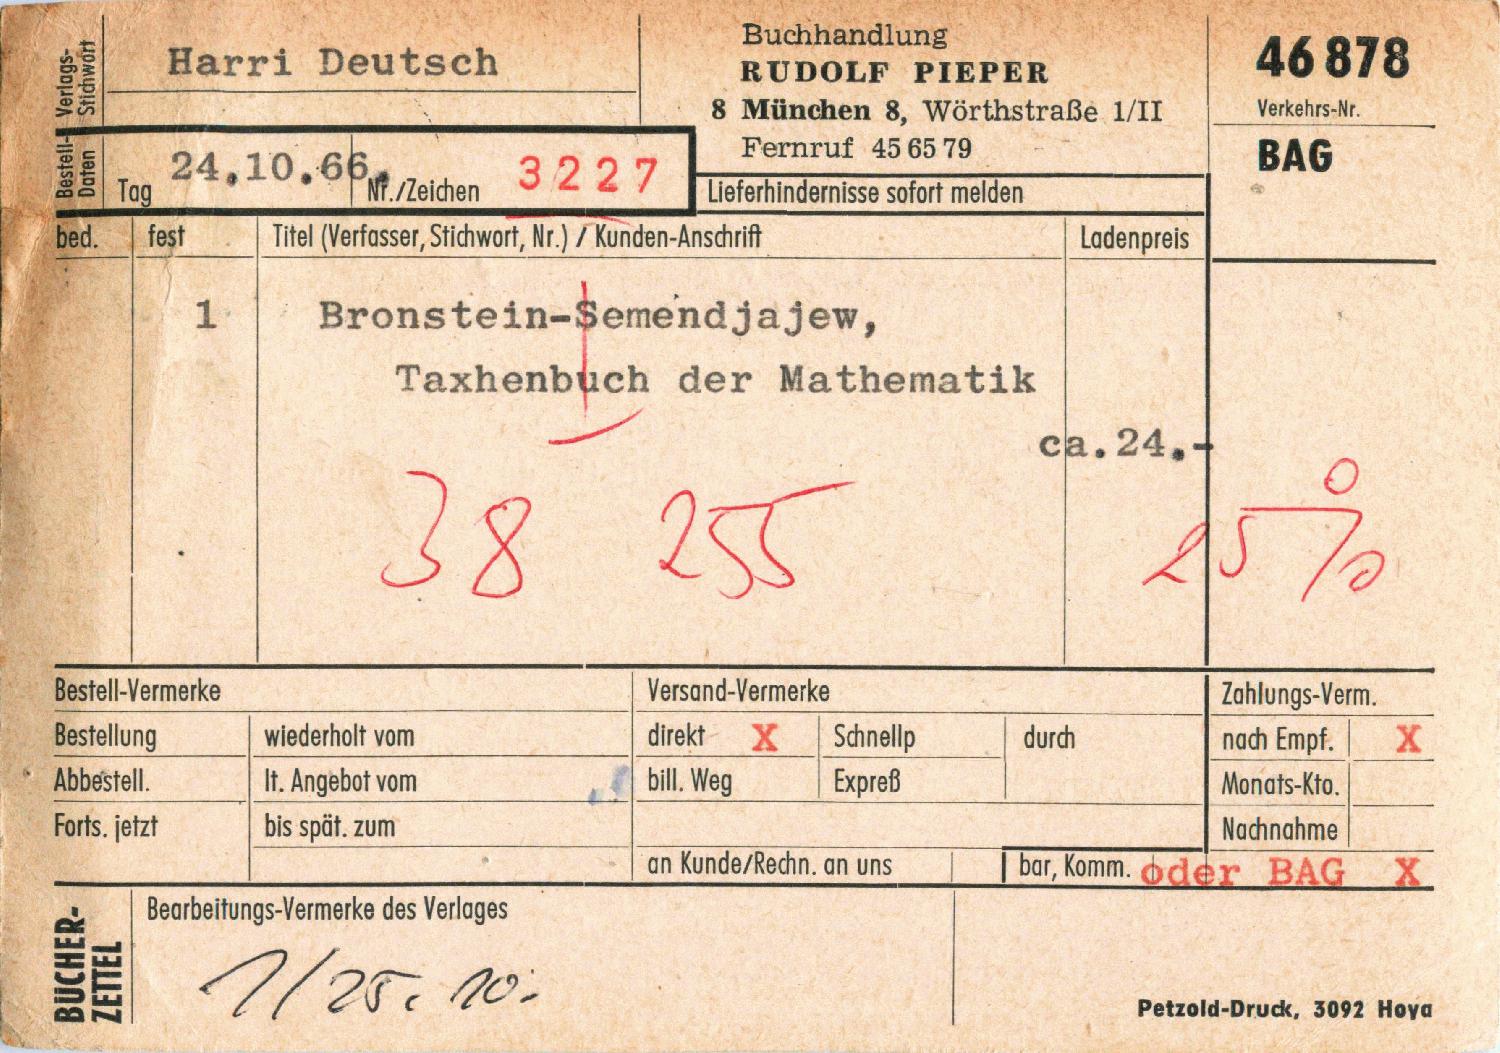 Verlags-Stichwort
Harri Deutsch
Buchhandlung
RUDOLF PIEPER
8 München 8, Wörthstraße 1/II
Fernruf 45 65 79
46 878
Verkehrs-Nr.
BAG
Bestell-Daten
Tag 24.10.66. Nr./Zeichen 3227
Lieferhindernisse sofort melden
bed. fest Titel (Verfasser, Stichwort, Nr.) / Kunden-Anschrift Ladenpreis
1 Bronstein-Semendjajew,
Taxhenbuch der Mathematik
ca.24.-
38 255 25%
Bestell-Vermerke Versand-Vermerke Zahlungs-Verm.
Bestellung wiederholt vom direkt X Schnellp durch nach Empf. X
Abbestell. lt. Angebot vom bill. Weg Expreß Monats-Kto.
Forts. jetzt bis spät. zum Nachnahme
an Kunde/Rechn. an uns bar, Komm. oder BAG X
BÜCHER-ZETTEL
Bearbeitungs-Vermerke des Verlages
1/25. 10.
Petzold-Druck, 3092 Hoya